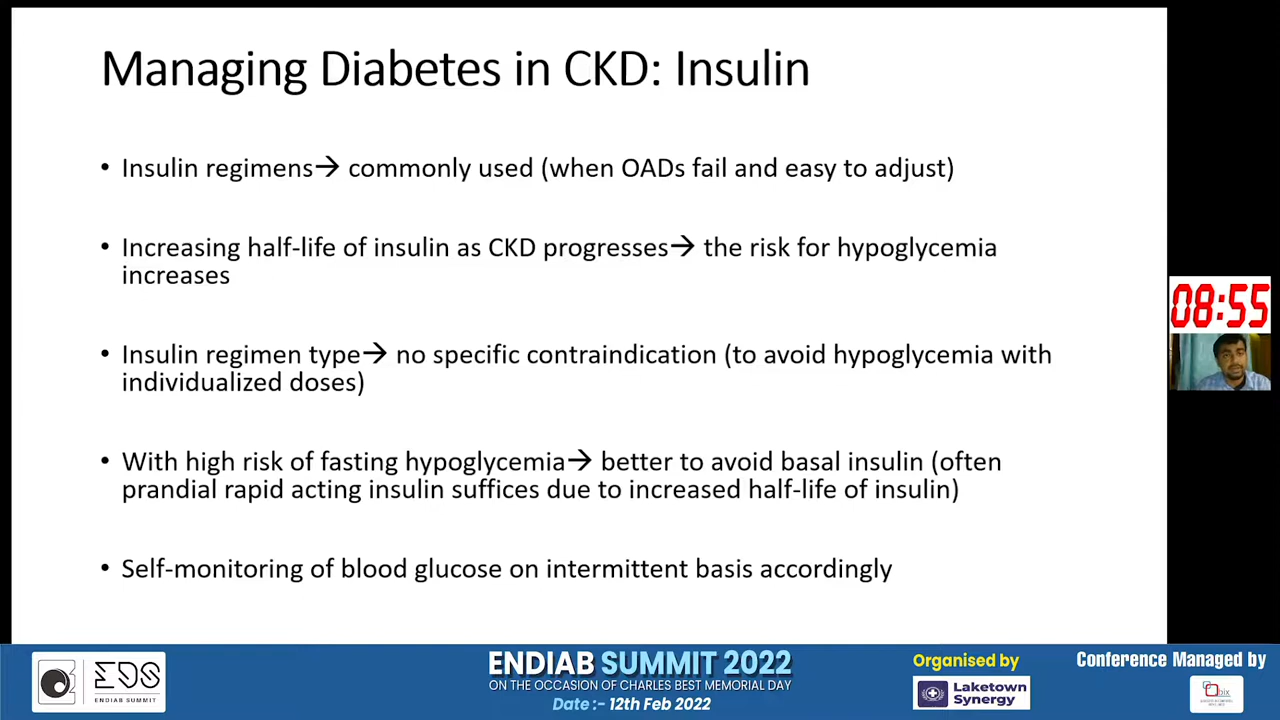 Managing Diabetes in CKD: Insulin
• Insulin regimens→ commonly used (when OADs fail and easy to adjust)
• Increasing half-life of insulin as CKD progresses→ the risk for hypoglycemia
increases
• Insulin regimen type→ no specific contraindication (to avoid hypoglycemia with
individualized doses)
• With high risk of fasting hypoglycemia→ better to avoid basal insulin (often
prandial rapid acting insulin suffices due to increased half-life of insulin)
• Self-monitoring of blood glucose on intermittent basis accordingly
08:55
EDS
ENDIAB SUMMIT
ENDIAB SUMMIT 2022
ON THE OCCASION OF CHARLES BEST MEMORIAL DAY
Date :- 12th Feb 2022
Organised by
Laketown
Synergy
Conference Managed by